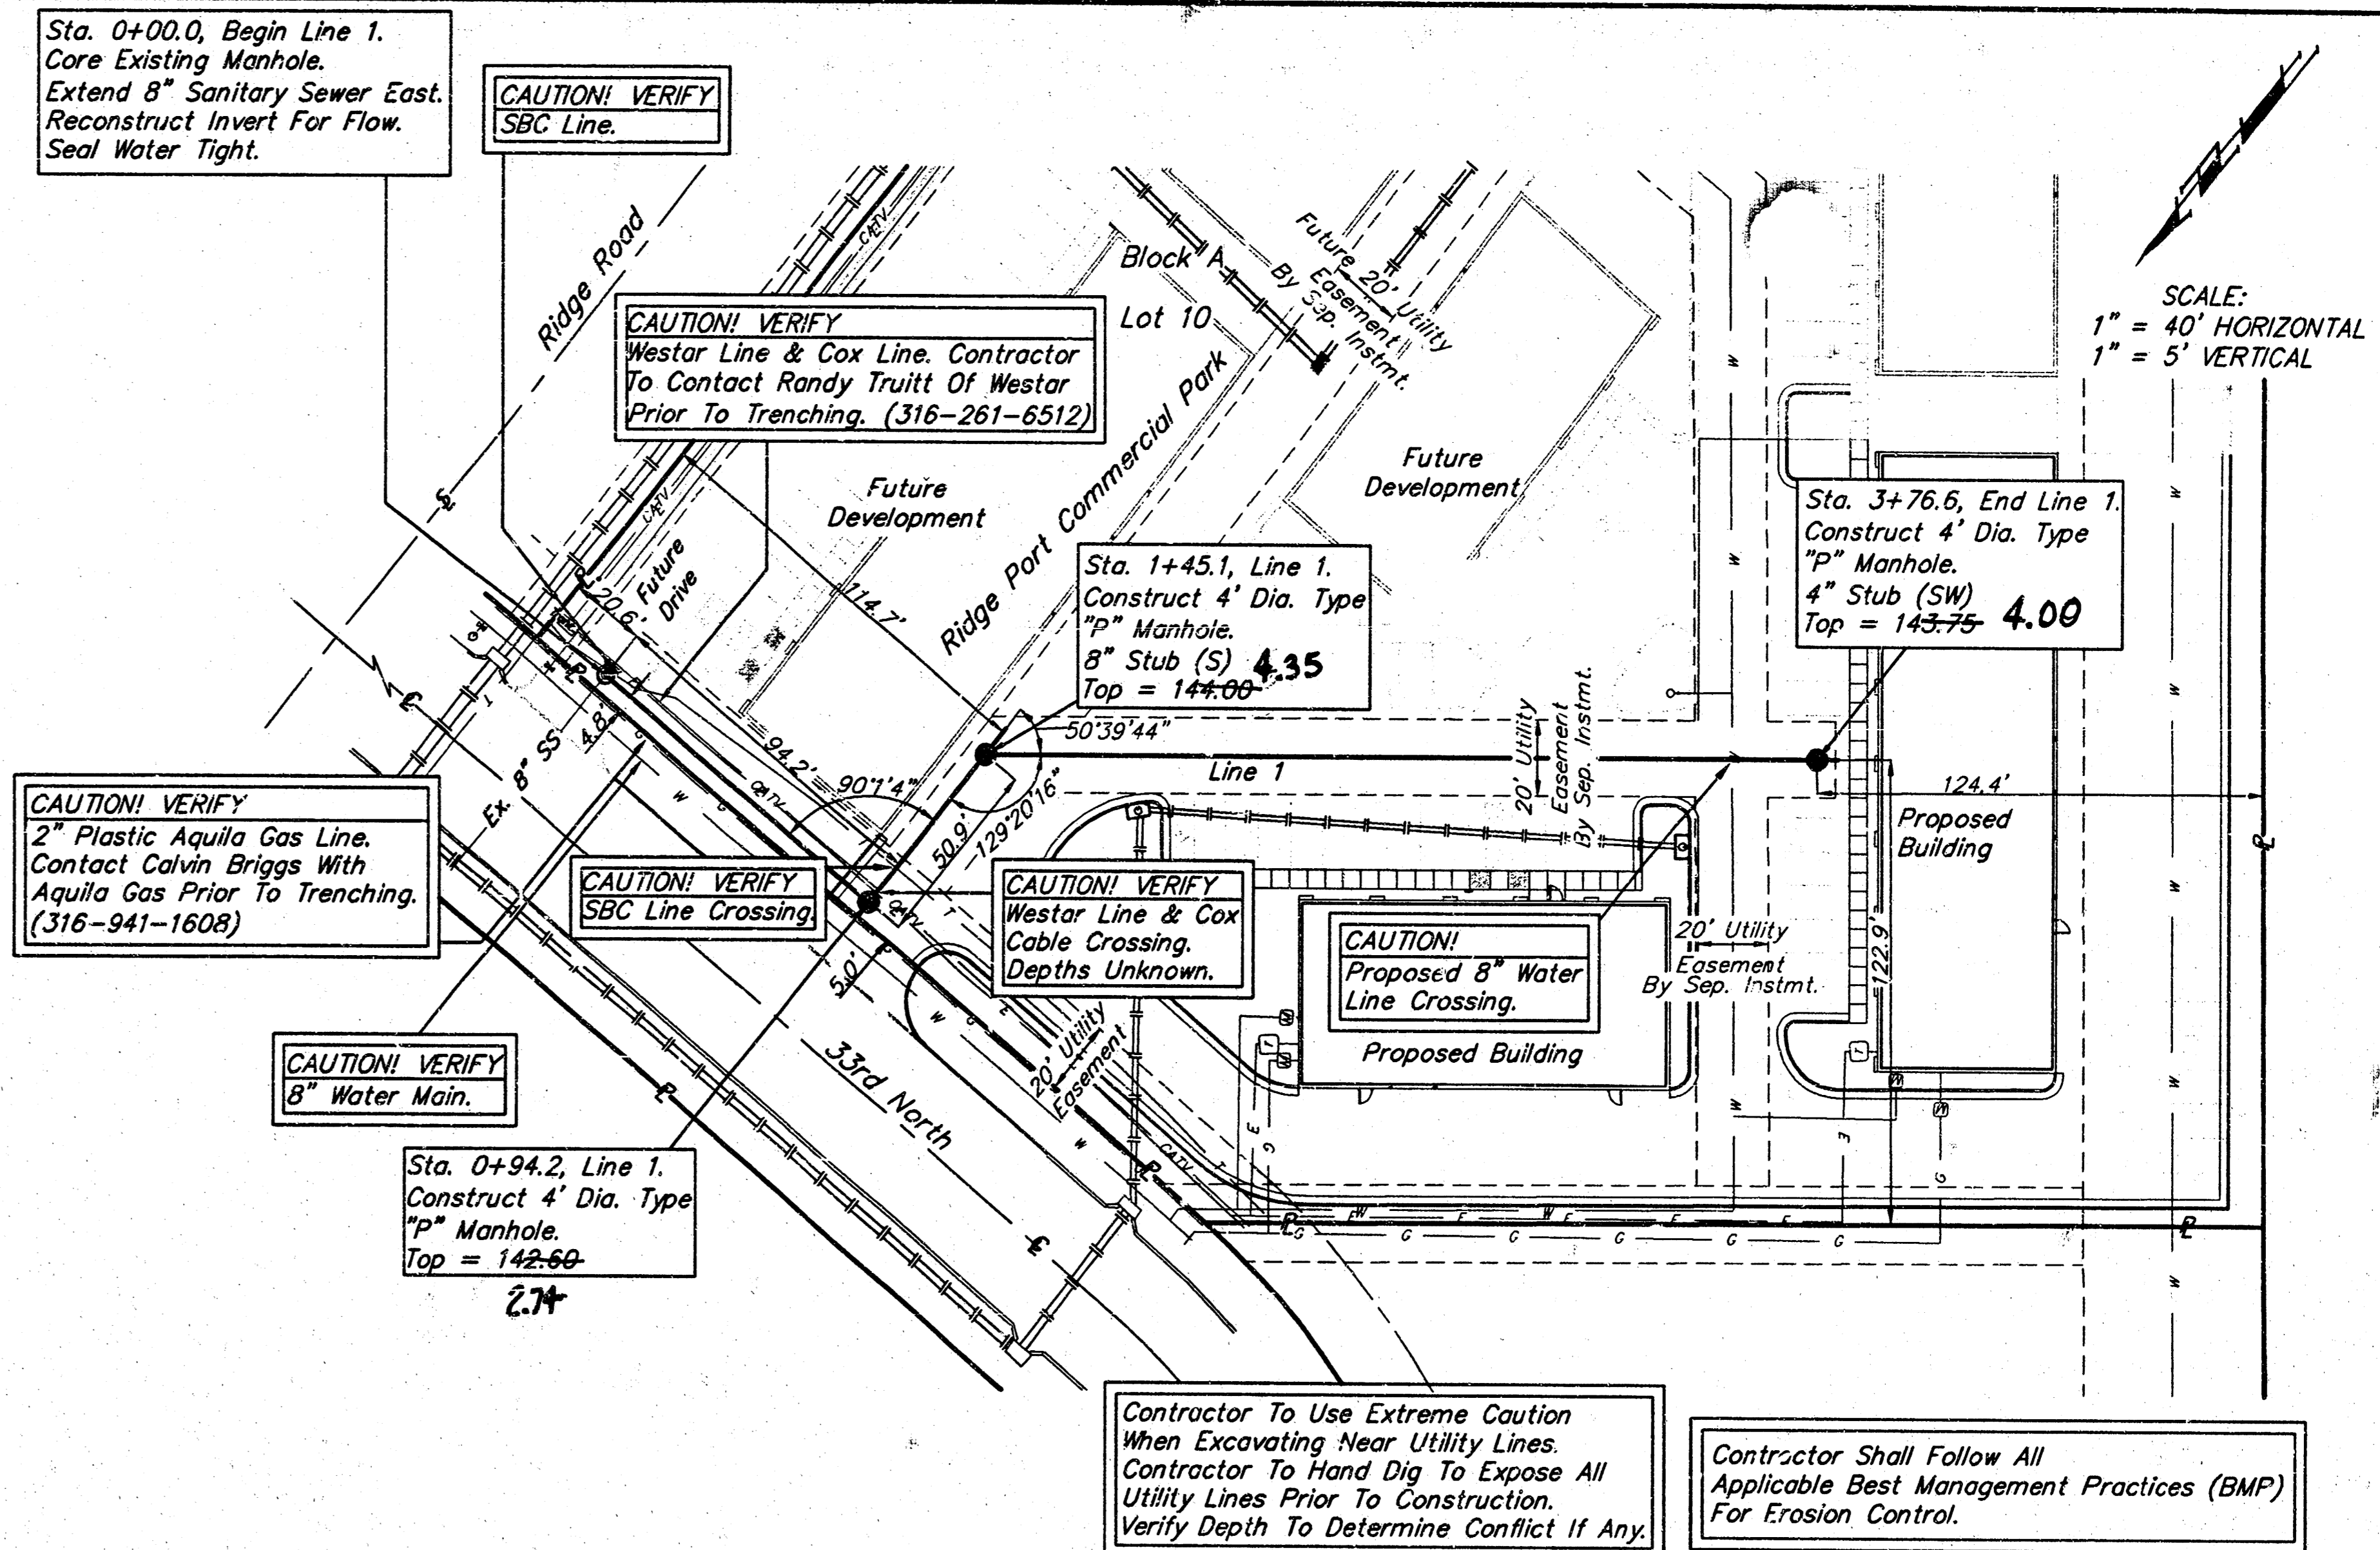 Sta. 0+00.0, Begin Line 1.
Core Existing Manhole.
Extend 8" Sanitary Sewer East.
Reconstruct Invert For Flow.
Seal Water Tight.
CAUTION! VERIFY
SBC Line.
Ridge Road
CATV
Block A
Lot 10
Future 20' Utility
Easement
By Sep. Instmt.
SCALE:
1" = 40' HORIZONTAL
1" = 5' VERTICAL
CAUTION! VERIFY
Westar Line & Cox Line. Contractor
To Contact Randy Truitt Of Westar
Prior To Trenching. (316-261-6512)
Ridge Port Commercial Park
Future
Development
Future
Development
CATV
Future
Drive
20.6'
114.7'
Sta. 1+45.1, Line 1.
Construct 4' Dia. Type
"P" Manhole.
8" Stub (S) 4.35
Top = 144.00
Sta. 3+76.6, End Line 1.
Construct 4' Dia. Type
"P" Manhole.
4" Stub (SW)
Top = 143.75 4.00
50°39'44"
Line 1
20' Utility
Easement
By Sep. Instmt.
124.4'
Proposed
Building
4.8'
Ex. 8" SS
94.2'
90°1'4"
50.9'
129°20'16"
CATV
CAUTION! VERIFY
2" Plastic Aquila Gas Line.
Contact Calvin Briggs With
Aquila Gas Prior To Trenching.
(316-941-1608)
CAUTION! VERIFY
SBC Line Crossing.
CAUTION! VERIFY
Westar Line & Cox
Cable Crossing.
Depths Unknown.
CATV
5.0'
CAUTION!
Proposed 8" Water
Line Crossing.
Proposed Building
20' Utility
Easement
By Sep. Instmt.
122.9'
20' Utility
Easement
33rd North
CAUTION! VERIFY
8" Water Main.
CATV
Sta. 0+94.2, Line 1.
Construct 4' Dia. Type
"P" Manhole.
Top = 142.60
2.74
Contractor To Use Extreme Caution
When Excavating Near Utility Lines.
Contractor To Hand Dig To Expose All
Utility Lines Prior To Construction.
Verify Depth To Determine Conflict If Any.
Contractor Shall Follow All
Applicable Best Management Practices (BMP)
For Erosion Control.